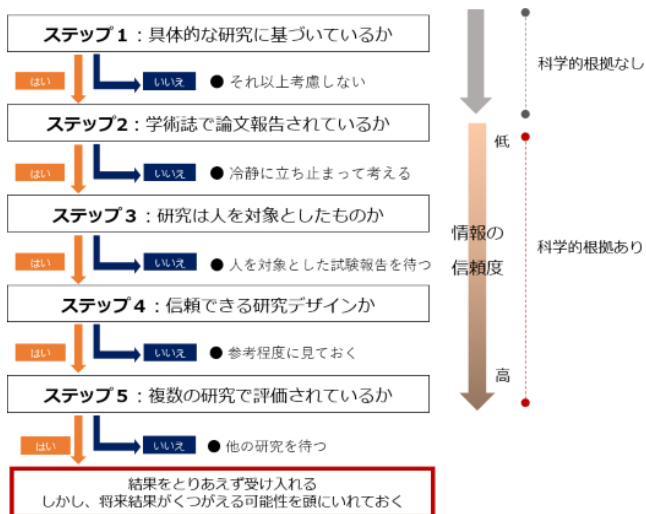 ステップ1：具体的な研究に基づいているか
はい
いいえ
● それ以上考慮しない
ステップ2：学術誌で論文報告されているか
はい
いいえ
● 冷静に立ち止まって考える
ステップ3：研究は人を対象としたものか
はい
いいえ
● 人を対象とした試験報告を待つ
ステップ4：信頼できる研究デザインか
はい
いいえ
● 参考程度に見ておく
ステップ5：複数の研究で評価されているか
はい
いいえ
● 他の研究を待つ
結果をとりあえず受け入れる
しかし、将来結果がくつがえる可能性を頭にいれておく
科学的根拠なし
低
情報の
信頼度
高
科学的根拠あり